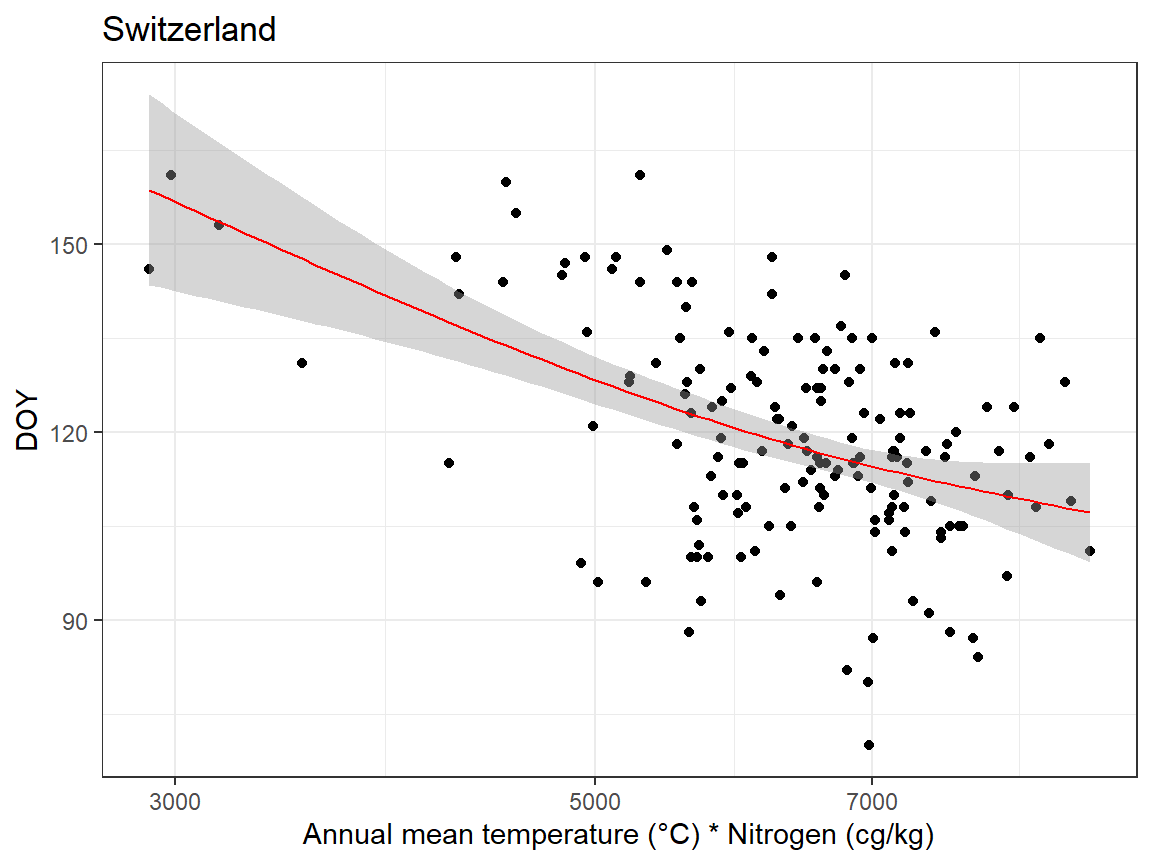 Switzerland
150
120
90
DOY
3000 5000 7000
Annual mean temperature (°C) * Nitrogen (cg/kg)